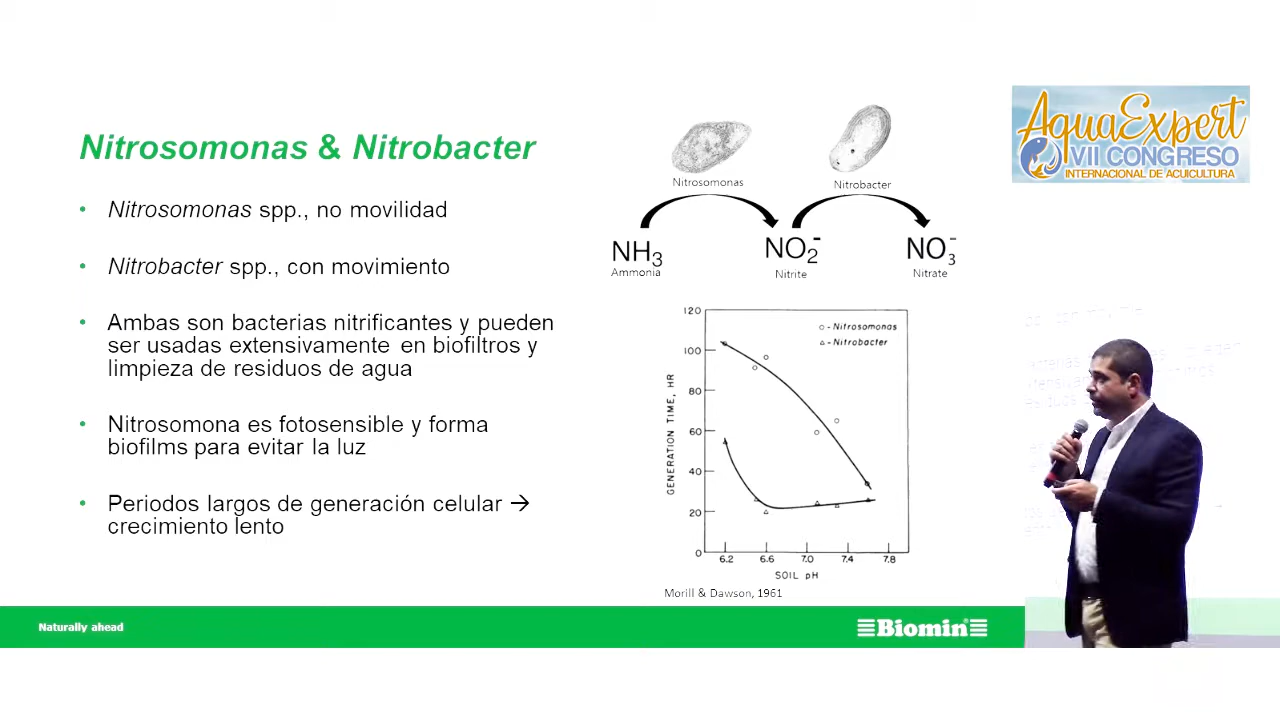 Nitrosomonas & Nitrobacter
• Nitrosomonas spp., no movilidad
• Nitrobacter spp., con movimiento
• Ambas son bacterias nitrificantes y pueden
ser usadas extensivamente en biofiltros y
limpieza de residuos de agua
• Nitrosomona es fotosensible y forma
biofilms para evitar la luz
• Periodos largos de generación celular →
crecimiento lento
Nitrosomonas
Nitrobacter
NH3
NO2-
NO3-
Ammonia
Nitrite
Nitrate
120
100
80
60
40
20
0
GENERATION TIME, HR
○ - Nitrosomonas
△ - Nitrobacter
6.2 6.6 7.0 7.4 7.8
SOIL pH
Morill & Dawson, 1961
Naturally ahead
Biomin®
AquaExpert
VII CONGRESO
INTERNACIONAL DE ACUICULTURA